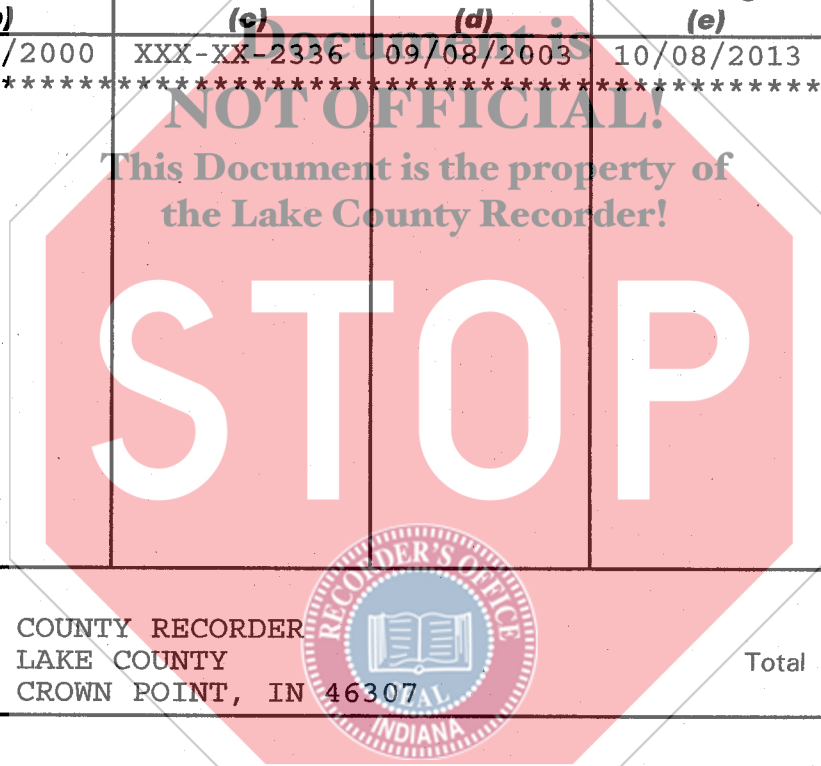 ) (c) (d) (e)
/2000 XXX-XX-2336 09/08/2003 10/08/2013
Document is
******************************************************
NOT OFFICIAL!
This Document is the property of
the Lake County Recorder!
STOP
RECORDER'S OFFICE
COUNTY RECORDER
LAKE COUNTY
Total
CROWN POINT, IN 46307
SEAL
INDIANA